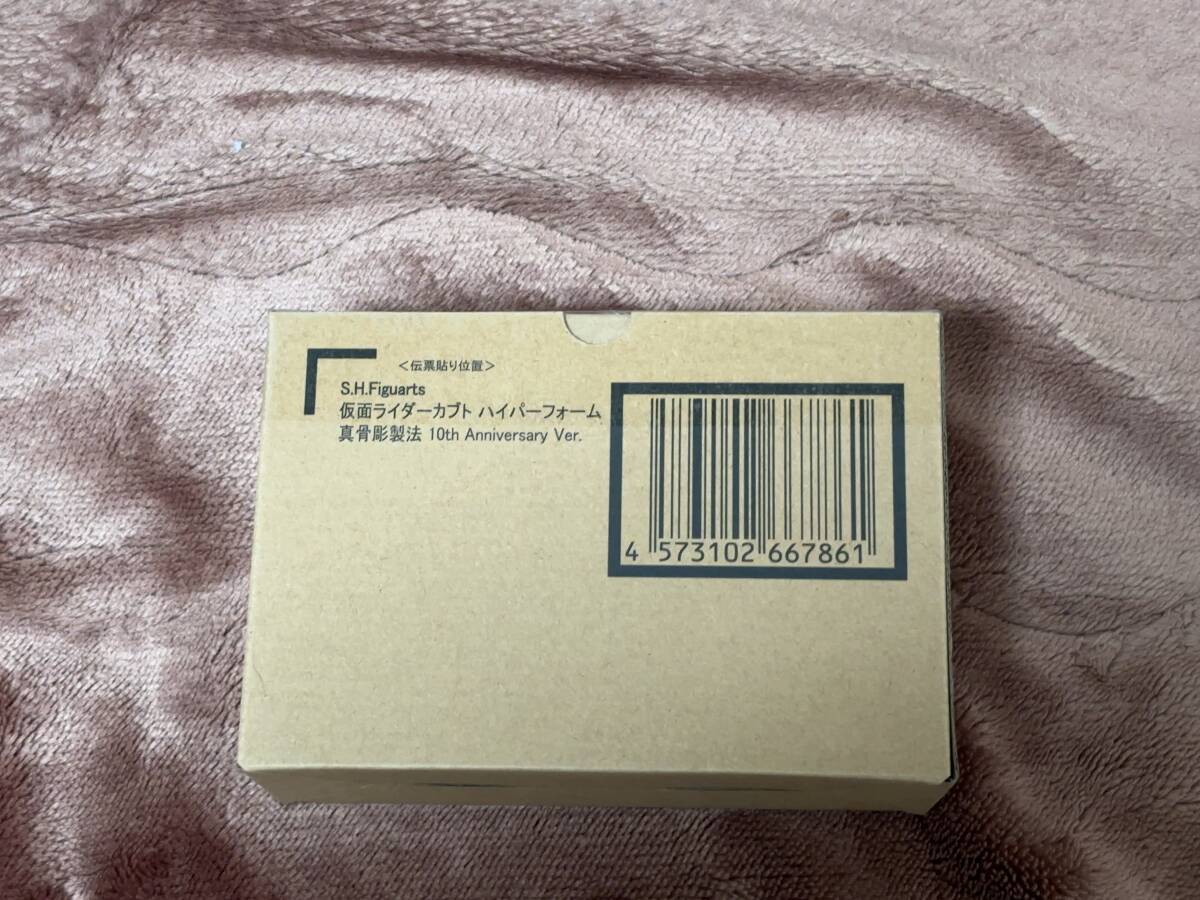 <伝票貼り位置>
S.H.Figuarts
仮面ライダーカブト ハイパーフォーム
真骨彫製法 10th Anniversary Ver.
4 573102 667861